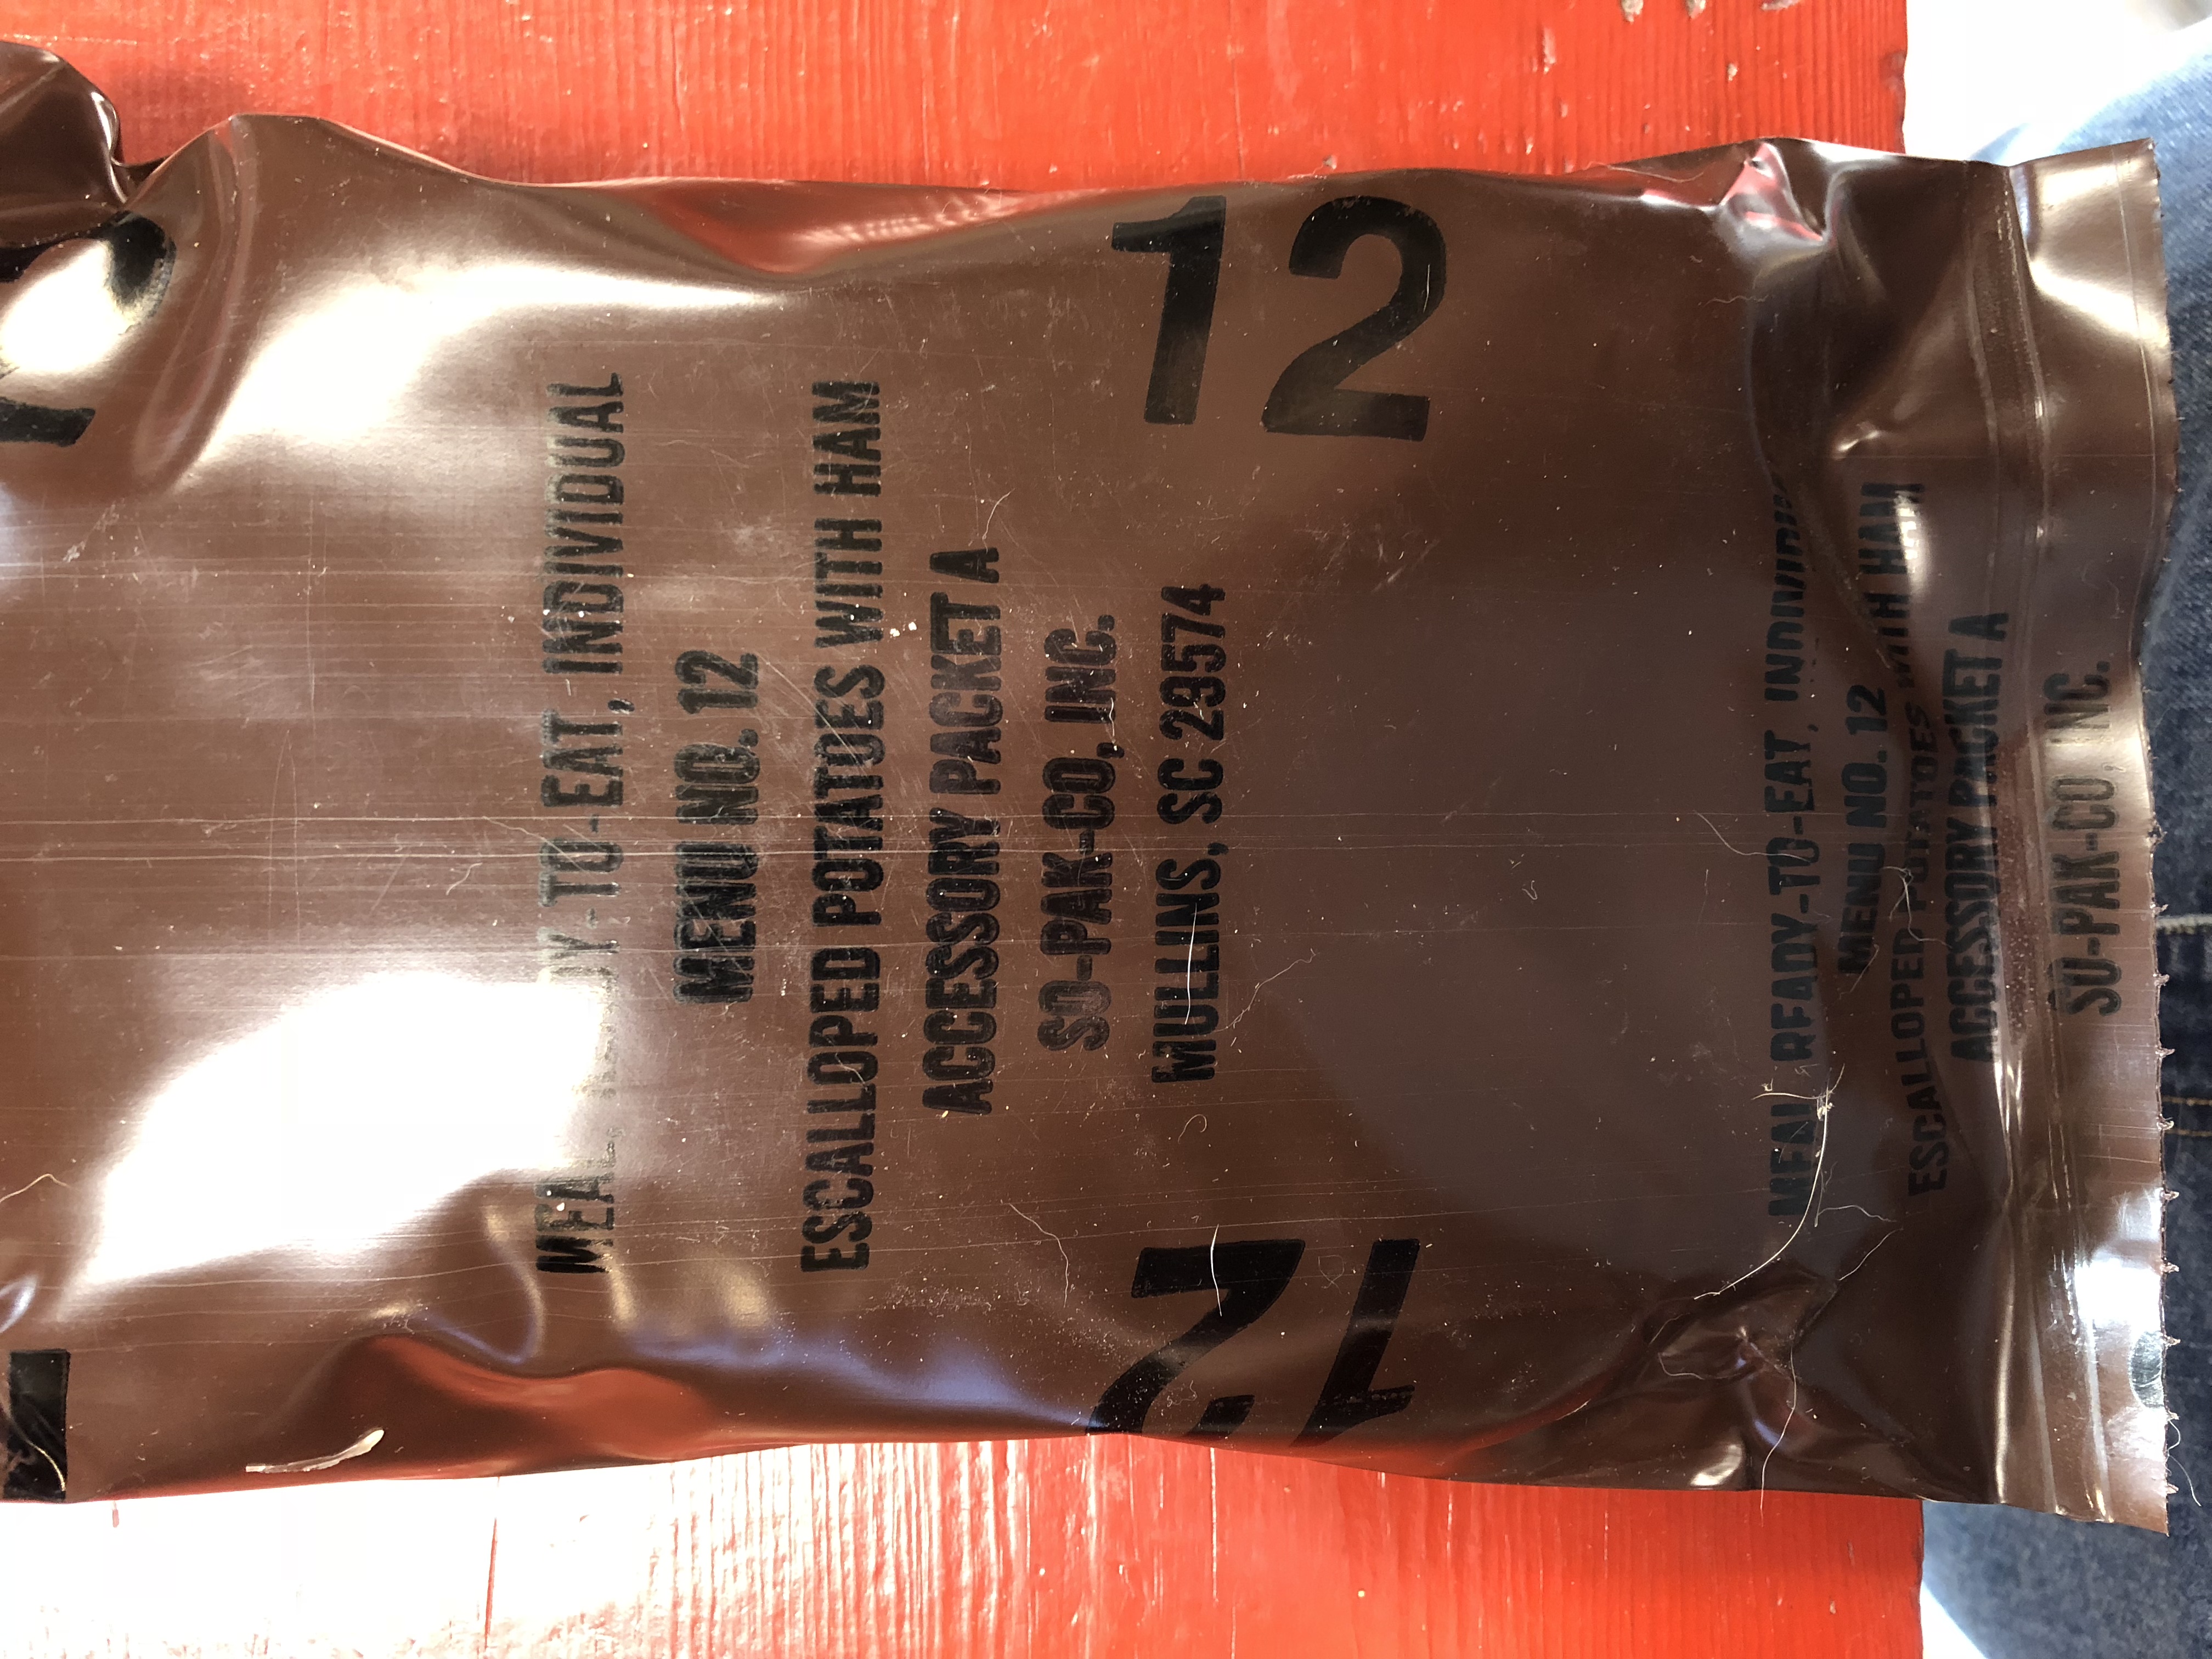 12
MEAL, READY-TO-EAT, INDIVIDUAL
MENU NO. 12
ESCALLOPED POTATOES WITH HAM
ACCESSORY PACKET A
SO-PAK-CO, INC.
MULLINS, SC 29574
12
MEAL, READY-TO-EAT,
MENU NO. 12
ESCALLOPED POTATOES WITH HAM
ACCESSORY PACKET A
SO-PAK-CO, INC.